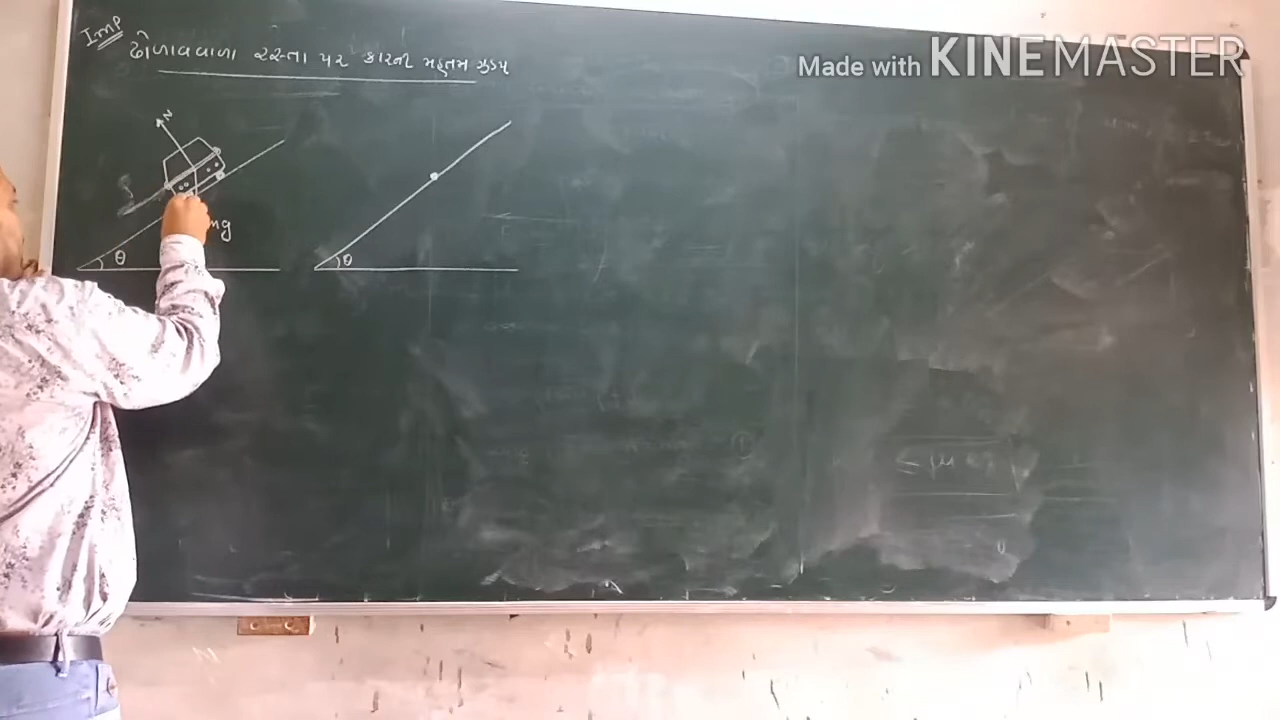 Imp
ઢોળાવવાળા રસ્તા પર કારની મહત્તમ ઝડપ
Made with KINEMASTER
N
f
mg
θ
θ